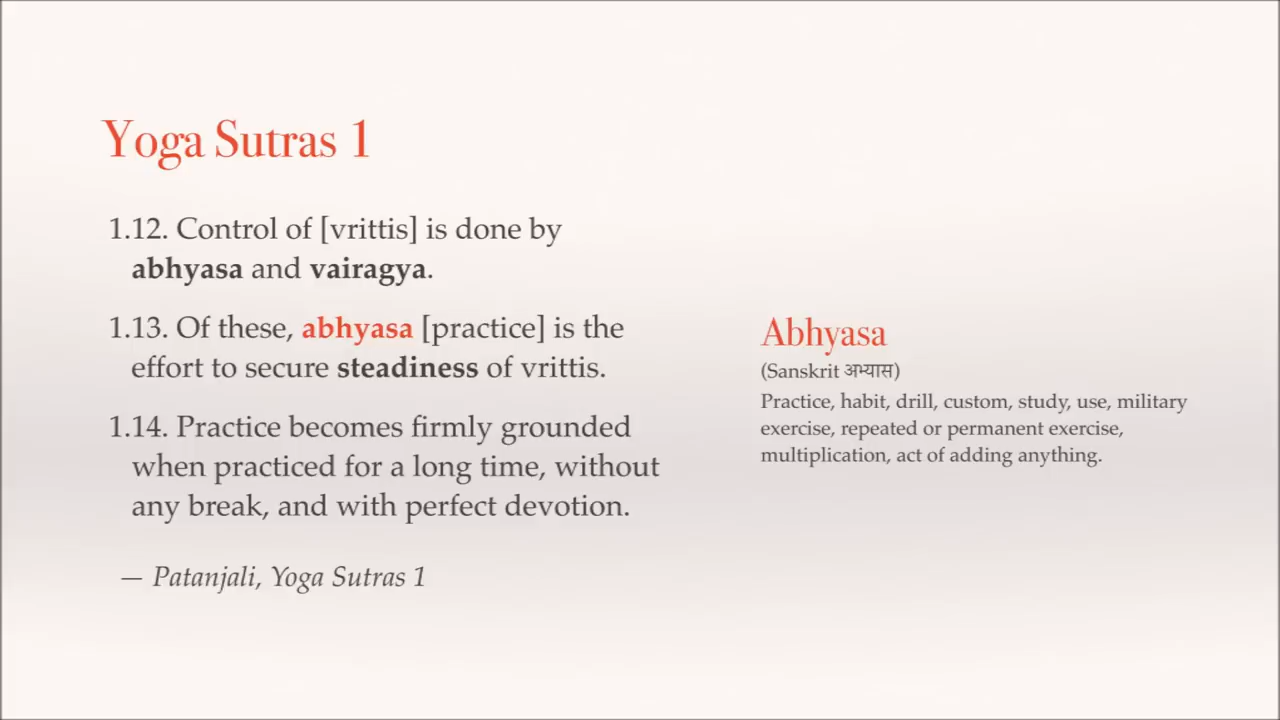 Yoga Sutras 1
1.12. Control of [vrittis] is done by
abhyasa and vairagya.
1.13. Of these, abhyasa [practice] is the
effort to secure steadiness of vrittis.
1.14. Practice becomes firmly grounded
when practiced for a long time, without
any break, and with perfect devotion.
— Patanjali, Yoga Sutras 1
Abhyasa
(Sanskrit अभ्यास)
Practice, habit, drill, custom, study, use, military
exercise, repeated or permanent exercise,
multiplication, act of adding anything.